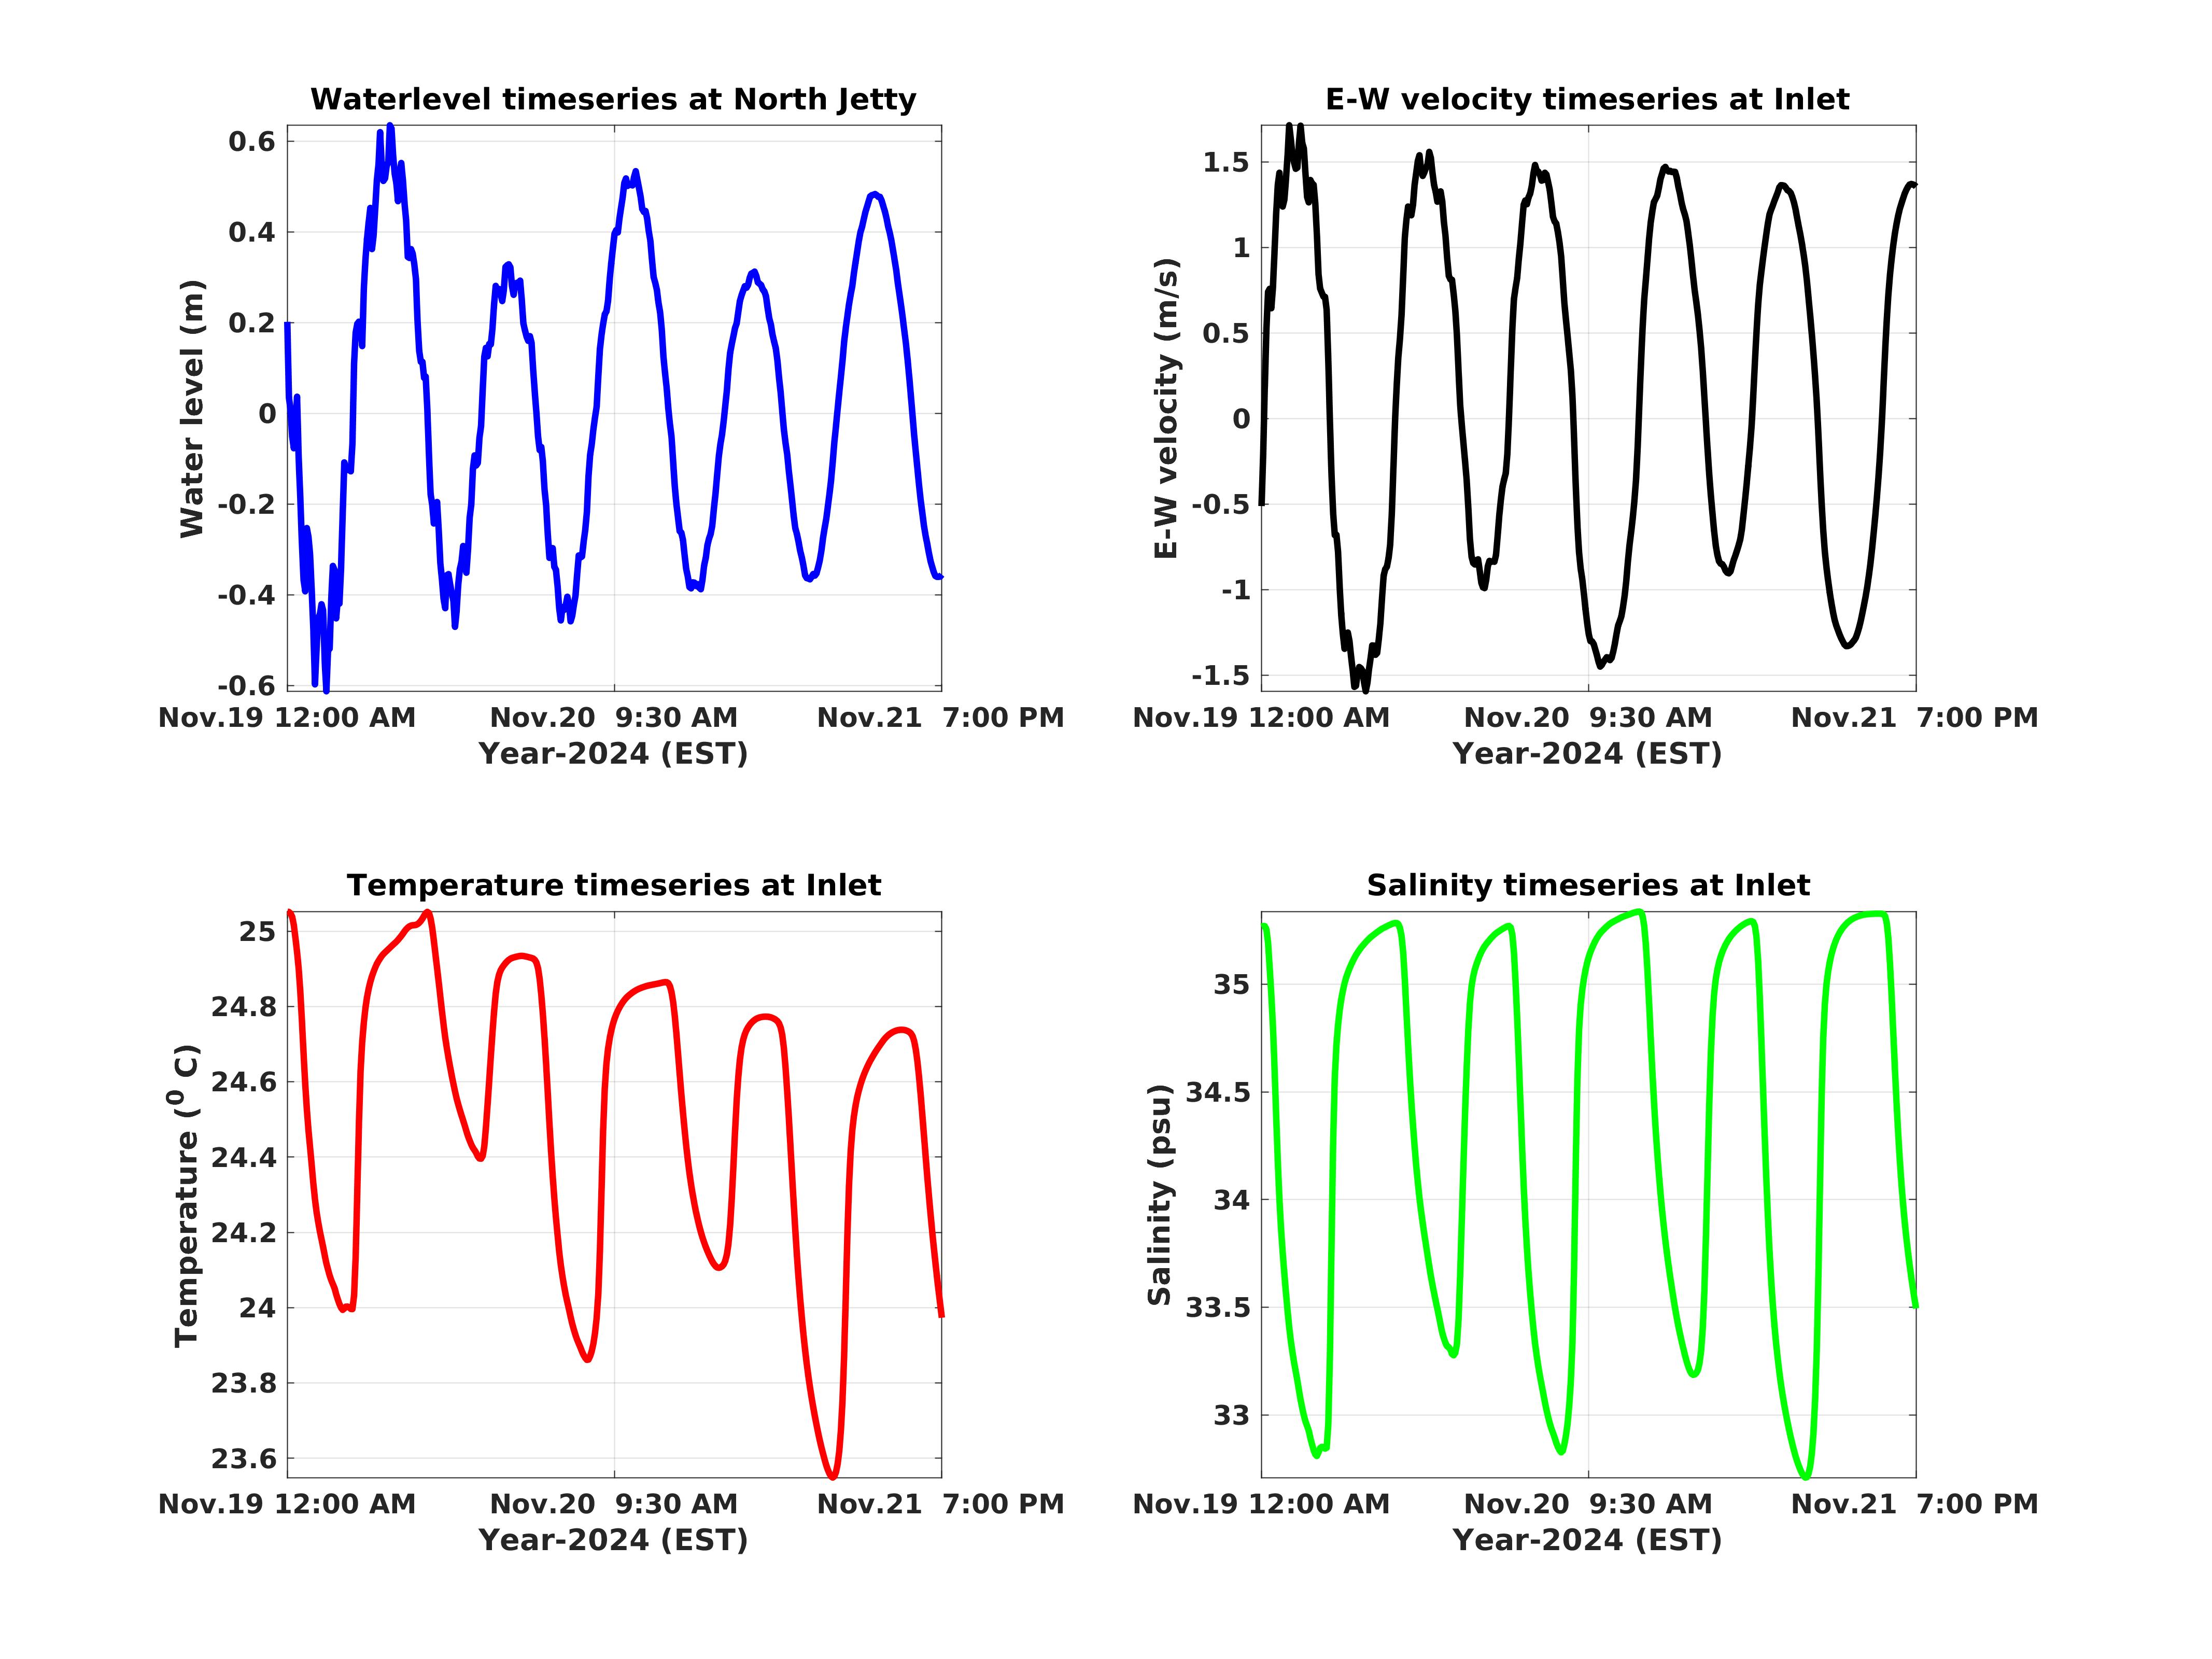 Waterlevel timeseries at North Jetty
0.6
0.4
0.2
0
-0.2
-0.4
-0.6
Water level (m)
Nov.19 12:00 AM
Nov.20  9:30 AM
Nov.21  7:00 PM
Year-2024 (EST)
E-W velocity timeseries at Inlet
1.5
1
0.5
0
-0.5
-1
-1.5
E-W velocity (m/s)
Nov.19 12:00 AM
Nov.20  9:30 AM
Nov.21  7:00 PM
Year-2024 (EST)
Temperature timeseries at Inlet
25
24.8
24.6
24.4
24.2
24
23.8
23.6
Temperature (⁰ C)
Nov.19 12:00 AM
Nov.20  9:30 AM
Nov.21  7:00 PM
Year-2024 (EST)
Salinity timeseries at Inlet
35
34.5
34
33.5
33
Salinity (psu)
Nov.19 12:00 AM
Nov.20  9:30 AM
Nov.21  7:00 PM
Year-2024 (EST)